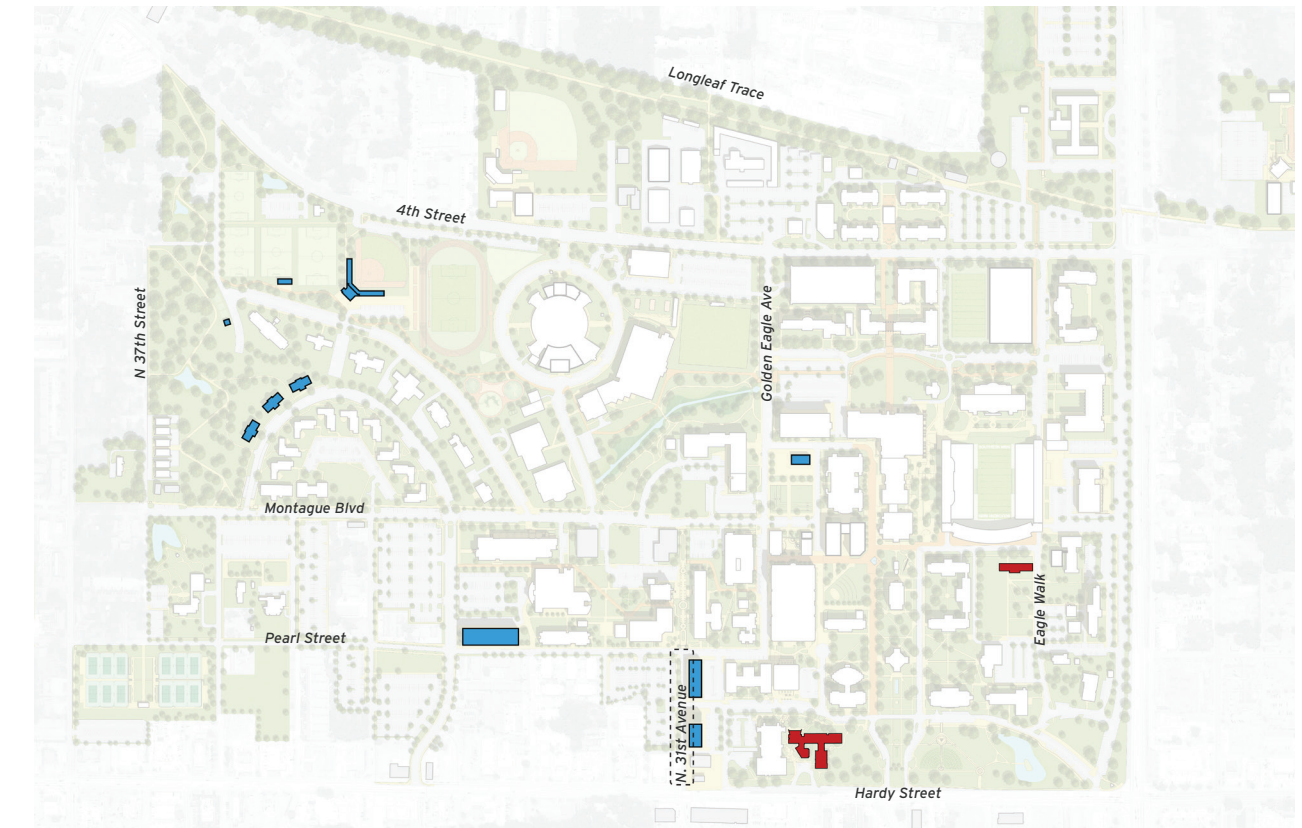 Longleaf Trace
4th Street
N 37th Street
Golden Eagle Ave
Montague Blvd
Eagle Walk
Pearl Street
N. 31st Avenue
Hardy Street